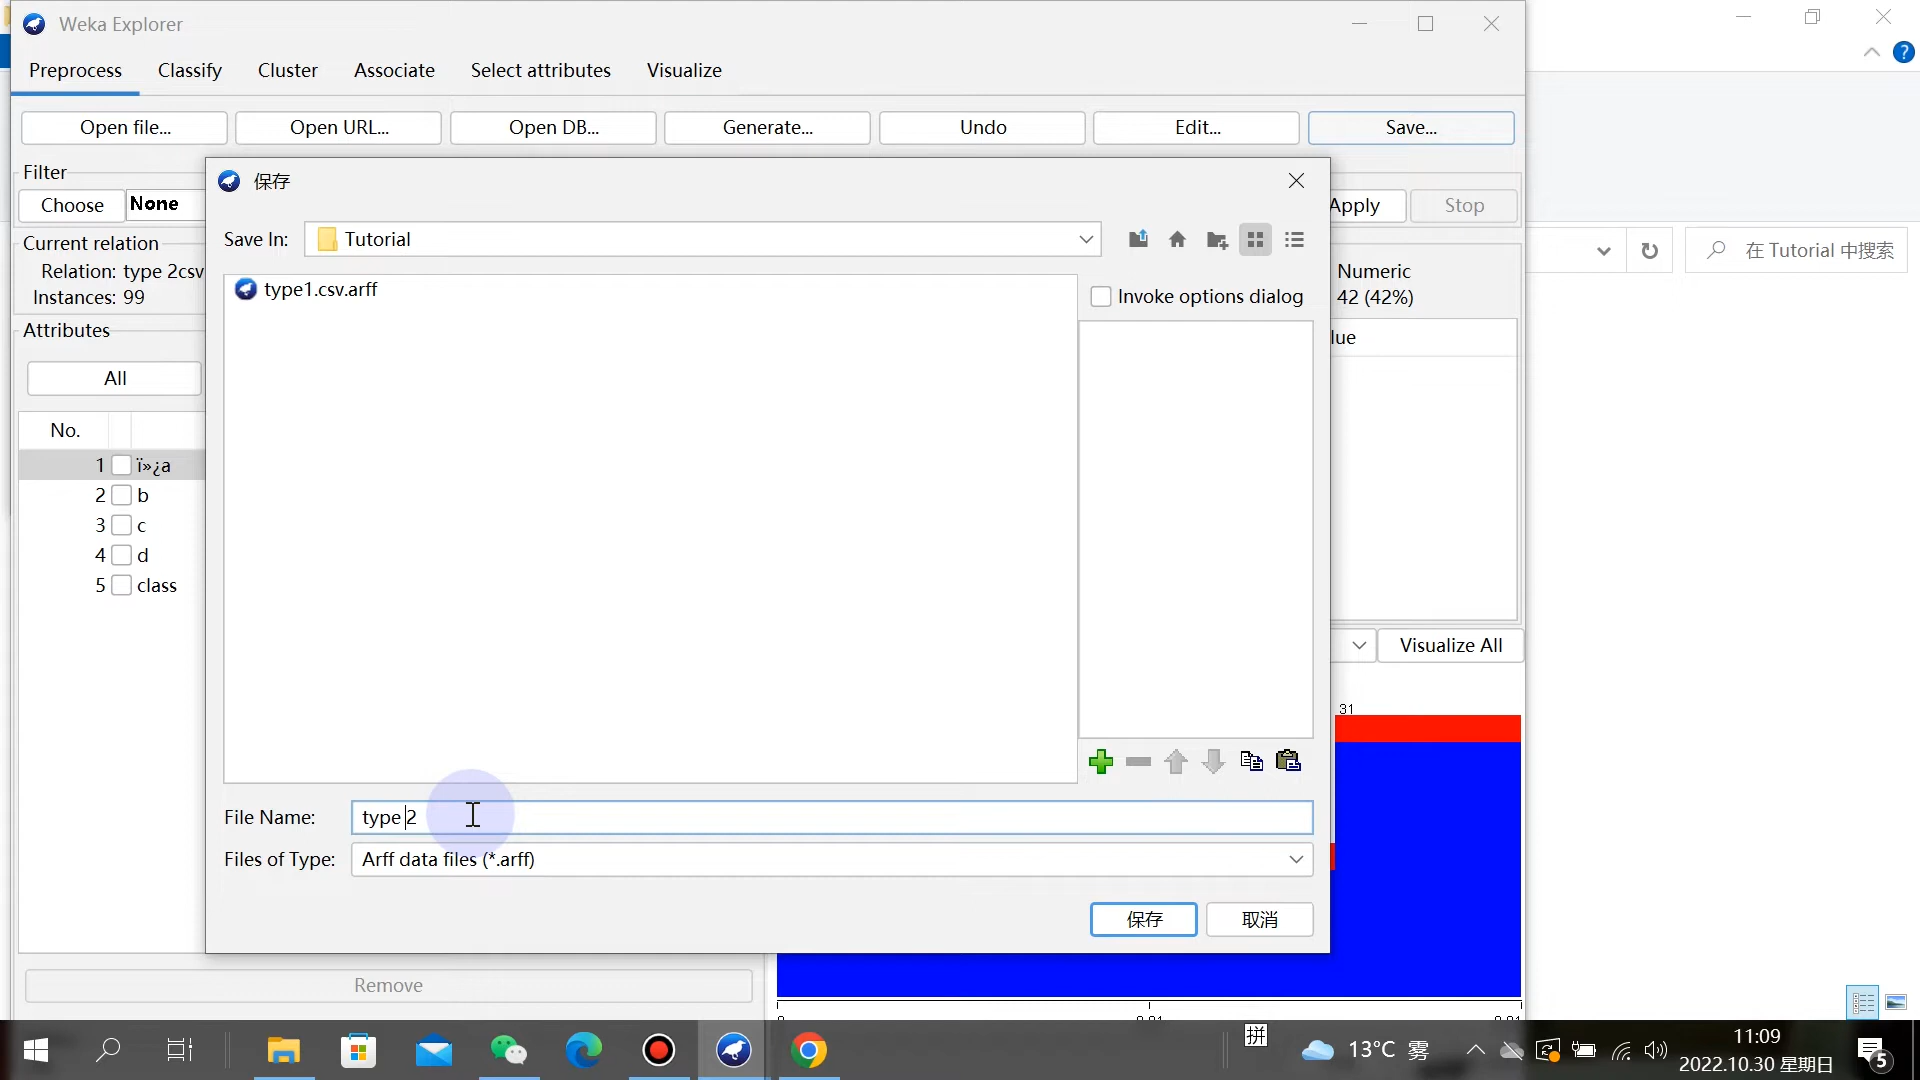 Weka Explorer
Preprocess Classify Cluster Associate Select attributes Visualize
Open file... Open URL... Open DB... Generate... Undo Edit... Save...
Filter
Choose None
Apply Stop
保存
Save In: Tutorial
type1.csv.arff
Invoke options dialog
Current relation
Relation: type 2csv
Instances: 99
Numeric
42 (42%)
lue
Attributes
All
No.
1 ï»¿a
2 b
3 c
4 d
5 class
Visualize All
31
File Name: type 2
Files of Type: Arff data files (*.arff)
保存 取消
Remove
在 Tutorial 中搜索
?
拼
13°C 雾
11:09
2022.10.30 星期日
5